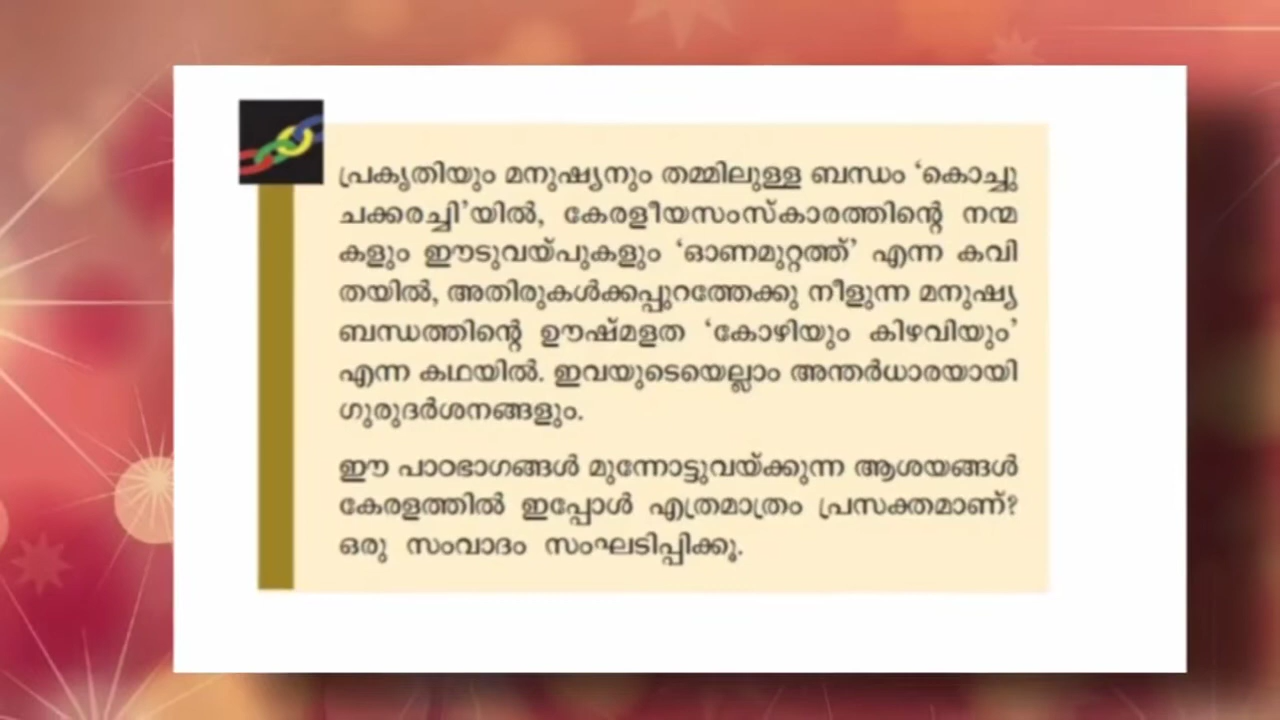 പ്രകൃതിയും മനുഷ്യനും തമ്മിലുള്ള ബന്ധം ‘കൊച്ചു
ചക്കരച്ചി’യിൽ, കേരളീയസംസ്കാരത്തിന്റെ നന്മ
കളും ഈടുവയ്പുകളും ‘ഓണമുറ്റത്ത്’ എന്ന കവി
തയിൽ, അതിരുകൾക്കപ്പുറത്തേക്കു നീളുന്ന മനുഷ്യ
ബന്ധത്തിന്റെ ഊഷ്മളത ‘കോഴിയും കിഴവിയും’
എന്ന കഥയിൽ. ഇവയുടെയെല്ലാം അന്തർധാരയായി
ഗുരുദർശനങ്ങളും.
ഈ പാഠഭാഗങ്ങൾ മുന്നോട്ടുവയ്ക്കുന്ന ആശയങ്ങൾ
കേരളത്തിൽ ഇപ്പോൾ എത്രമാത്രം പ്രസക്തമാണ്?
ഒരു സംവാദം സംഘടിപ്പിക്കൂ.